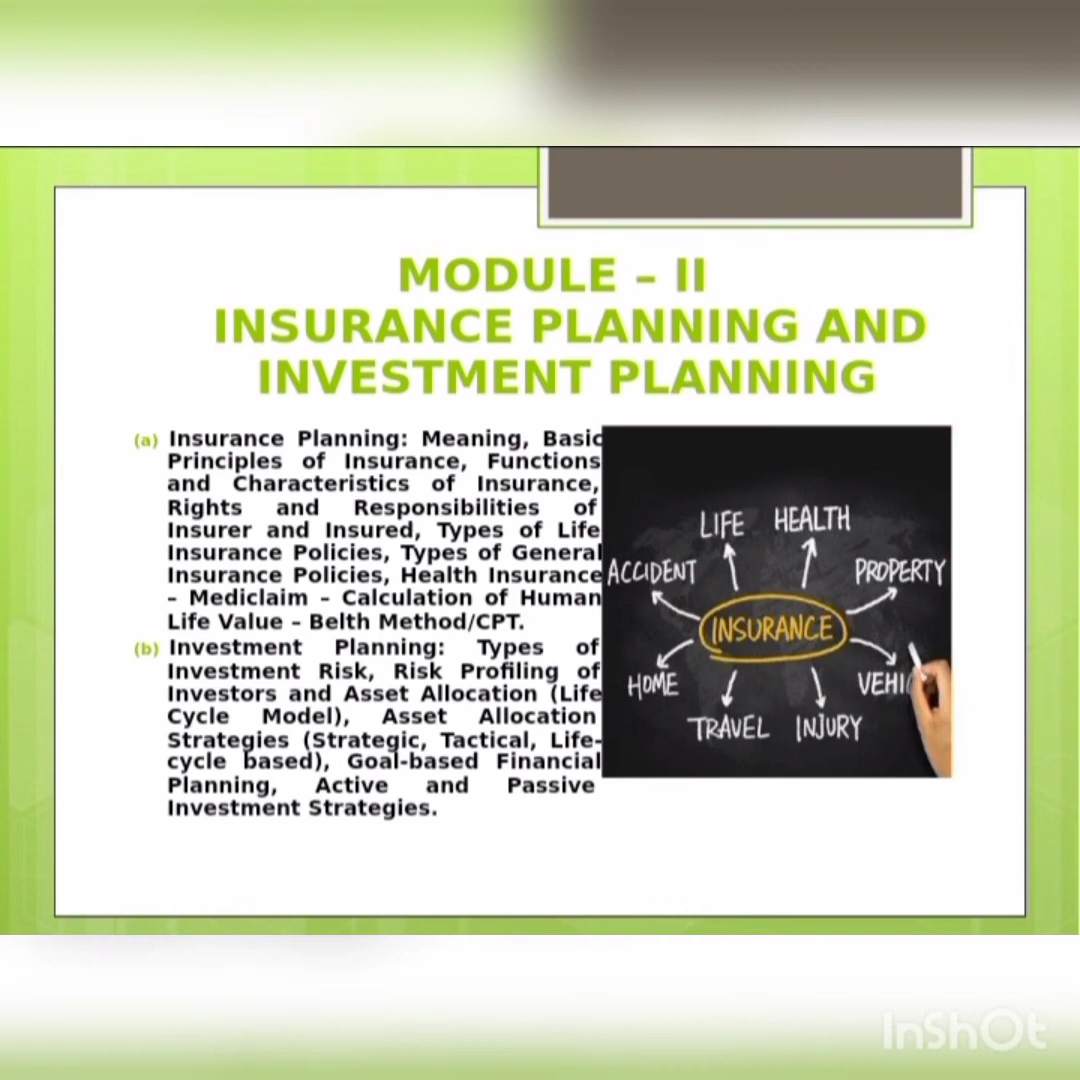 MODULE – II
INSURANCE PLANNING AND
INVESTMENT PLANNING
(a) Insurance Planning: Meaning, Basic
Principles of Insurance, Functions
and Characteristics of Insurance,
Rights and Responsibilities of
Insurer and Insured, Types of Life
Insurance Policies, Types of General
Insurance Policies, Health Insurance
– Mediclaim – Calculation of Human
Life Value – Belth Method/CPT.
(b) Investment Planning: Types of
Investment Risk, Risk Profiling of
Investors and Asset Allocation (Life
Cycle Model), Asset Allocation
Strategies (Strategic, Tactical, Life-
cycle based), Goal-based Financial
Planning, Active and Passive
Investment Strategies.
LIFE HEALTH
ACCIDENT PROPERTY
INSURANCE
HOME VEHIC
TRAVEL INJURY
InShOt